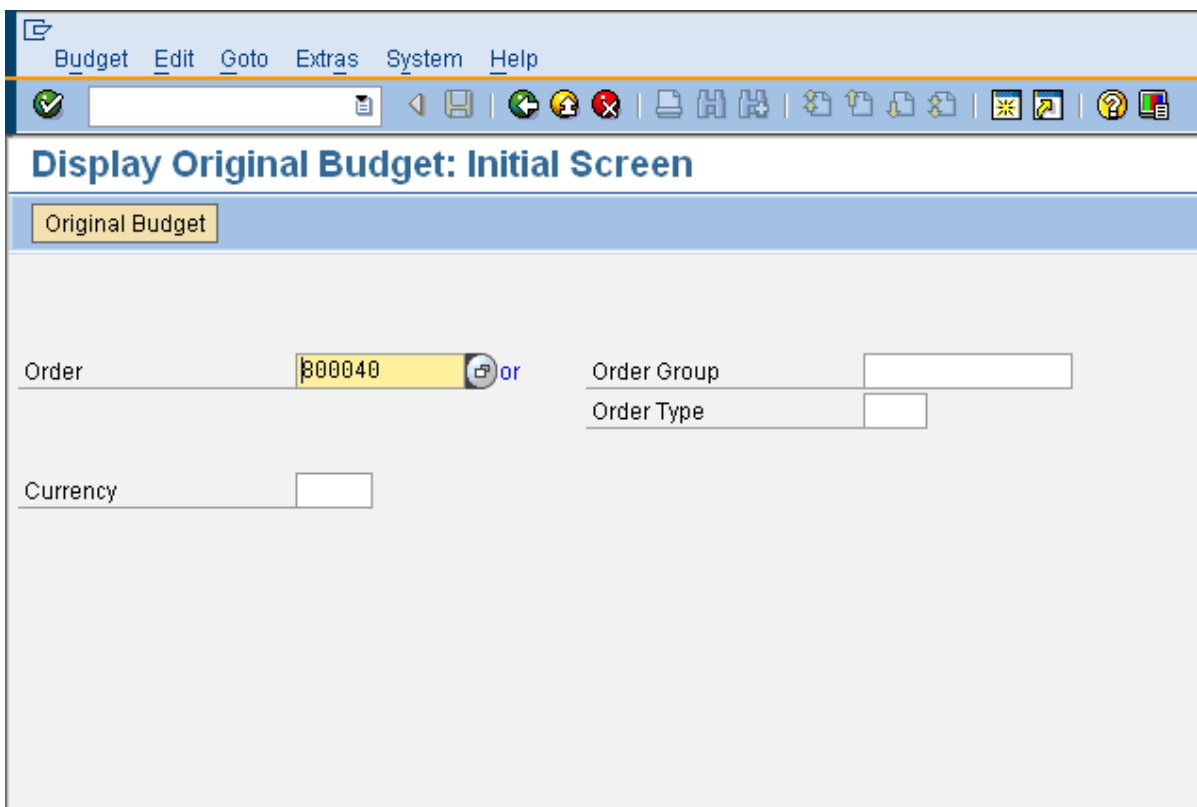 Budget Edit Goto Extras System Help
Display Original Budget: Initial Screen
Original Budget
Order 800040 or Order Group
Order Type
Currency